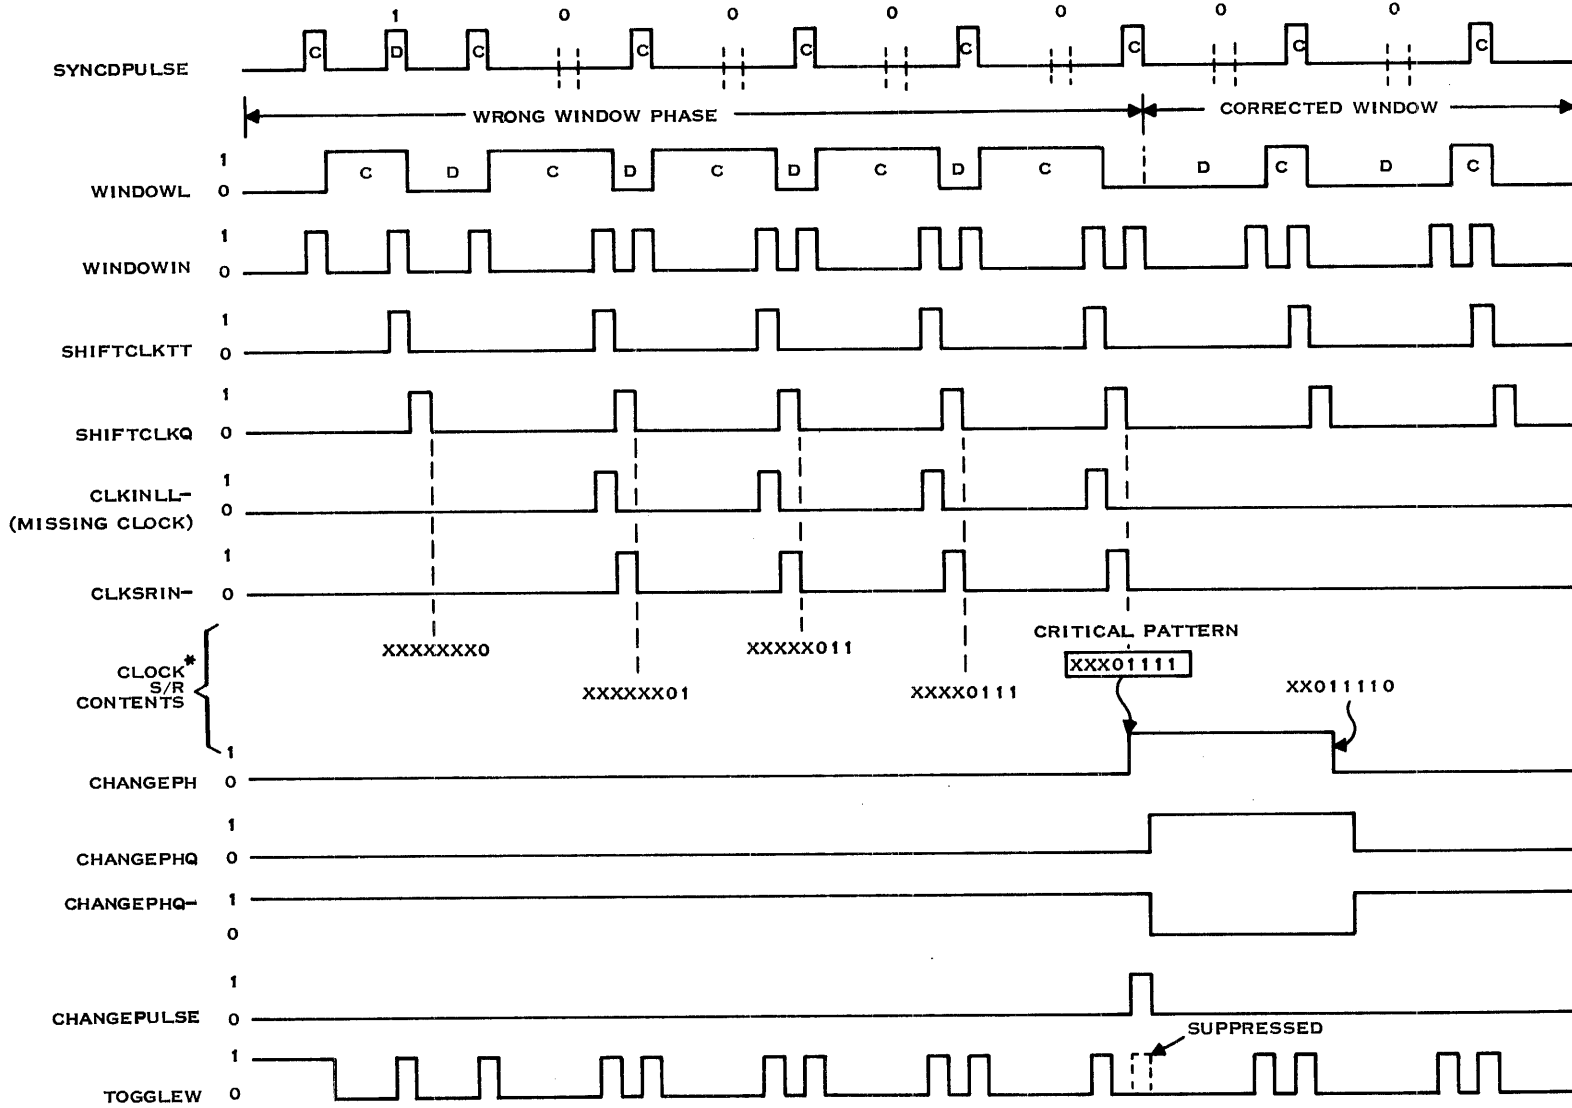 1 0 0 0 0 0 0
SYNCDPULSE C D C C C C C C C
WRONG WINDOW PHASE CORRECTED WINDOW
1
WINDOWL 0 C D C D C D C D C D C D C
1
WINDOWIN 0
1
SHIFTCLKTT 0
1
SHIFTCLKQ 0
1
CLKINLL- 0
(MISSING CLOCK)
1
CLKSRIN- 0
CRITICAL PATTERN
XXXXXXX0 XXXXX011 XXX01111
CLOCK*
S/R
CONTENTS
XXXXXX01 XXXX0111 XX011110
1
CHANGEPH 0
1
CHANGEPHQ 0
CHANGEPHQ- 1
0
1
CHANGEPULSE 0
SUPPRESSED
1
TOGGLEW 0